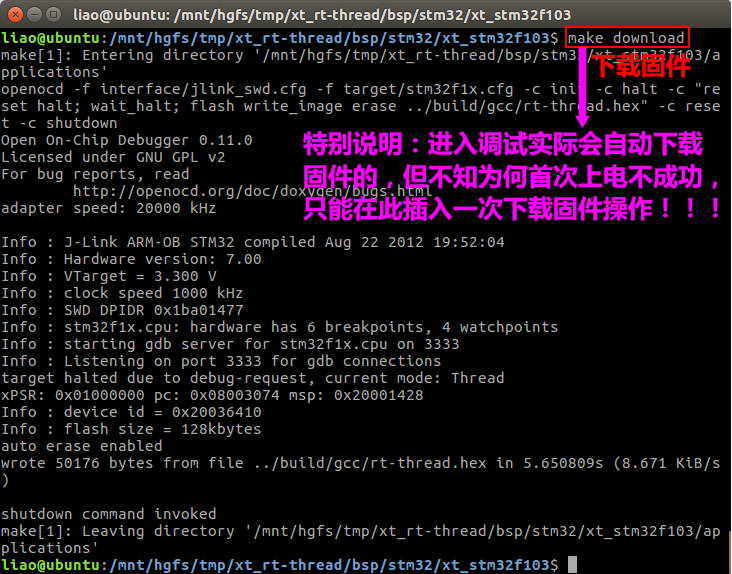 liao@ubuntu: /mnt/hgfs/tmp/xt_rt-thread/bsp/stm32/xt_stm32f103
liao@ubuntu:/mnt/hgfs/tmp/xt_rt-thread/bsp/stm32/xt_stm32f103$ make download
make[1]: Entering directory '/mnt/hgfs/tmp/xt_rt-thread/bsp/stm32/xt_stm32f103/a
pplications'
下载固件
openocd -f interface/jlink_swd.cfg -f target/stm32f1x.cfg -c init -c halt -c "re
set halt; wait_halt; flash write_image erase ../build/gcc/rt-thread.hex" -c rese
t -c shutdown
Open On-Chip Debugger 0.11.0
Licensed under GNU GPL v2
For bug reports, read
http://openocd.org/doc/doxygen/bugs.html
adapter speed: 20000 kHz
特别说明：进入调试实际会自动下载
固件的，但不知为何首次上电不成功，
只能在此插入一次下载固件操作！！！
Info : J-Link ARM-OB STM32 compiled Aug 22 2012 19:52:04
Info : Hardware version: 7.00
Info : VTarget = 3.300 V
Info : clock speed 1000 kHz
Info : SWD DPIDR 0x1ba01477
Info : stm32f1x.cpu: hardware has 6 breakpoints, 4 watchpoints
Info : starting gdb server for stm32f1x.cpu on 3333
Info : Listening on port 3333 for gdb connections
target halted due to debug-request, current mode: Thread
xPSR: 0x01000000 pc: 0x08003074 msp: 0x20001428
Info : device id = 0x20036410
Info : flash size = 128kbytes
auto erase enabled
wrote 50176 bytes from file ../build/gcc/rt-thread.hex in 5.650809s (8.671 KiB/s
)
shutdown command invoked
make[1]: Leaving directory '/mnt/hgfs/tmp/xt_rt-thread/bsp/stm32/xt_stm32f103/ap
plications'
liao@ubuntu:/mnt/hgfs/tmp/xt_rt-thread/bsp/stm32/xt_stm32f103$